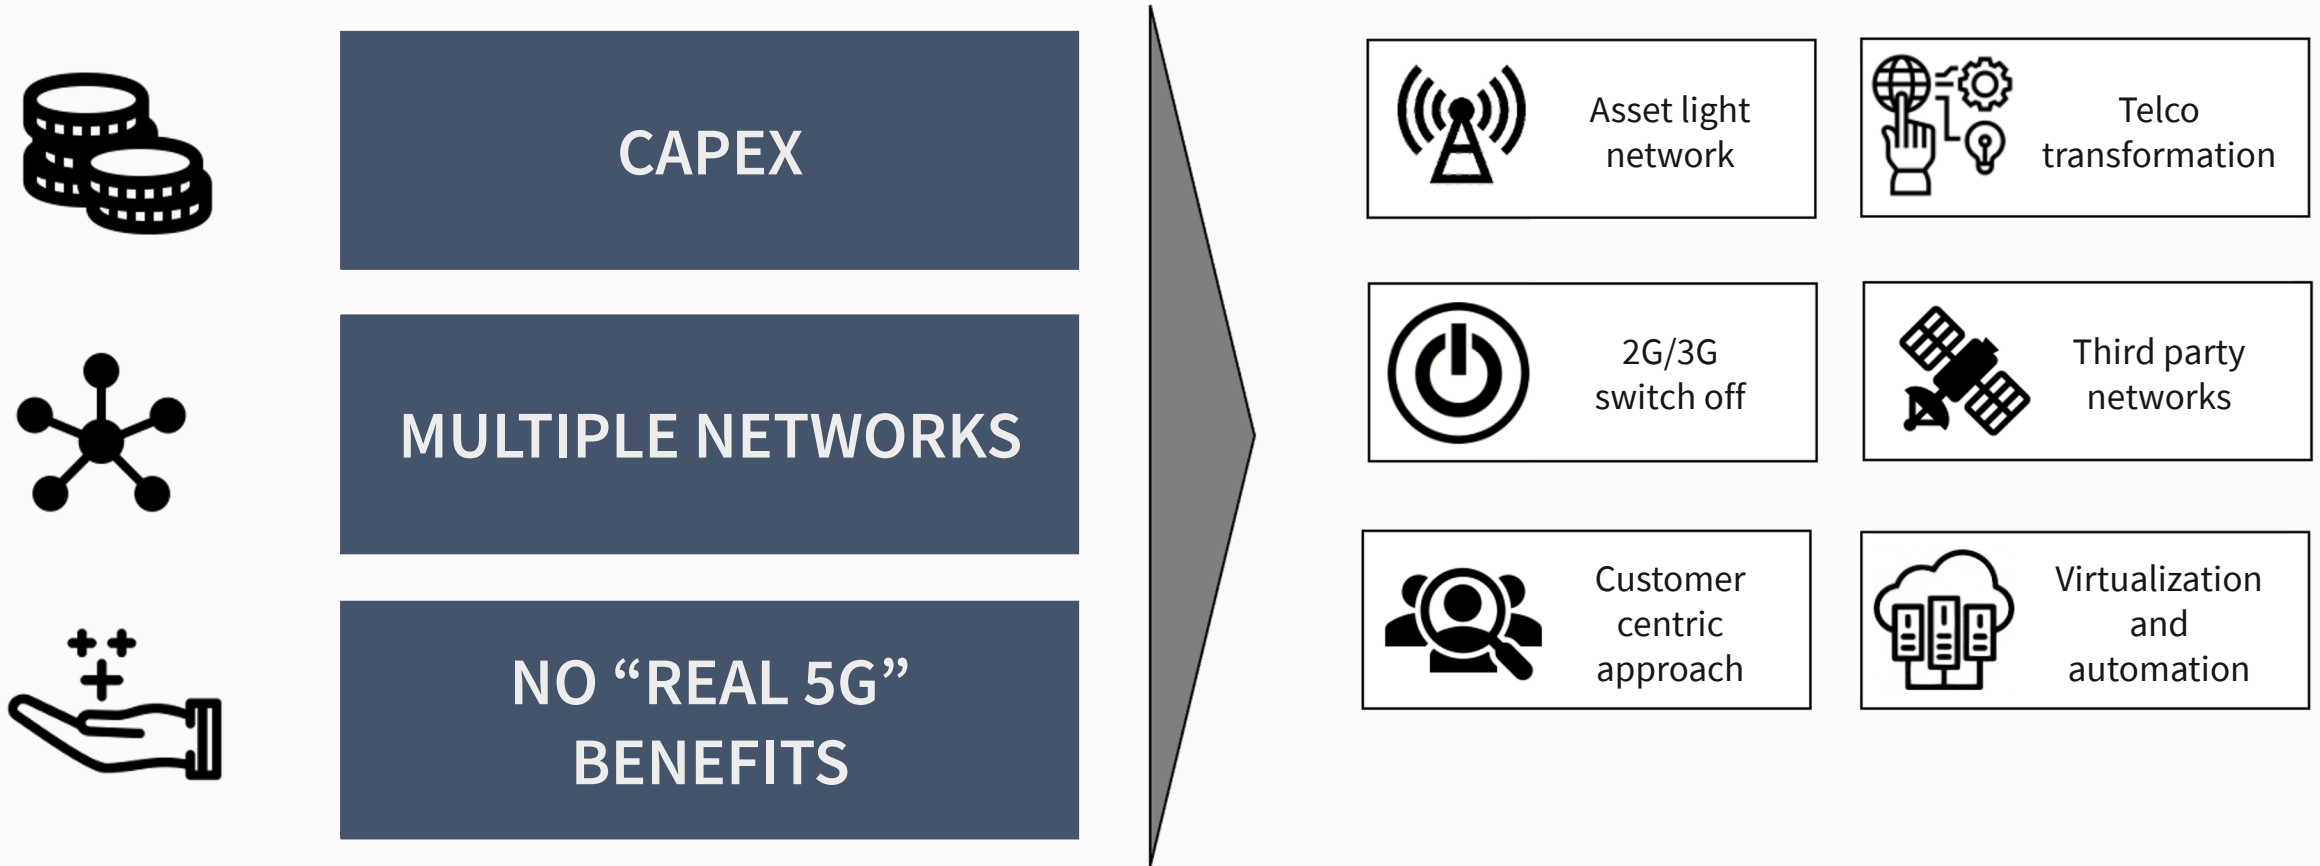 CAPEX
MULTIPLE NETWORKS
NO “REAL 5G”
BENEFITS
Asset light
network
Telco
transformation
2G/3G
switch off
Third party
networks
Customer
centric
approach
Virtualization
and
automation